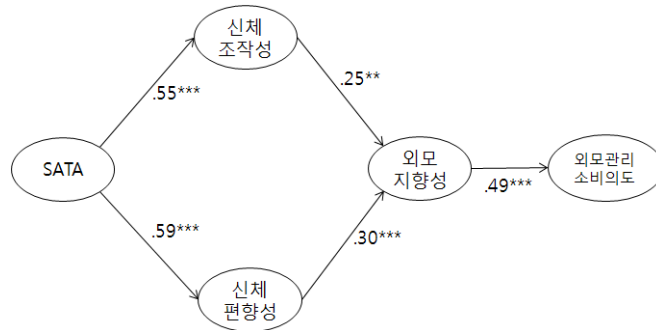 신체
조작성
.55***
.25**
SATA
외모
지향성
.49***
외모관리
소비의도
.59***
.30***
신체
편향성